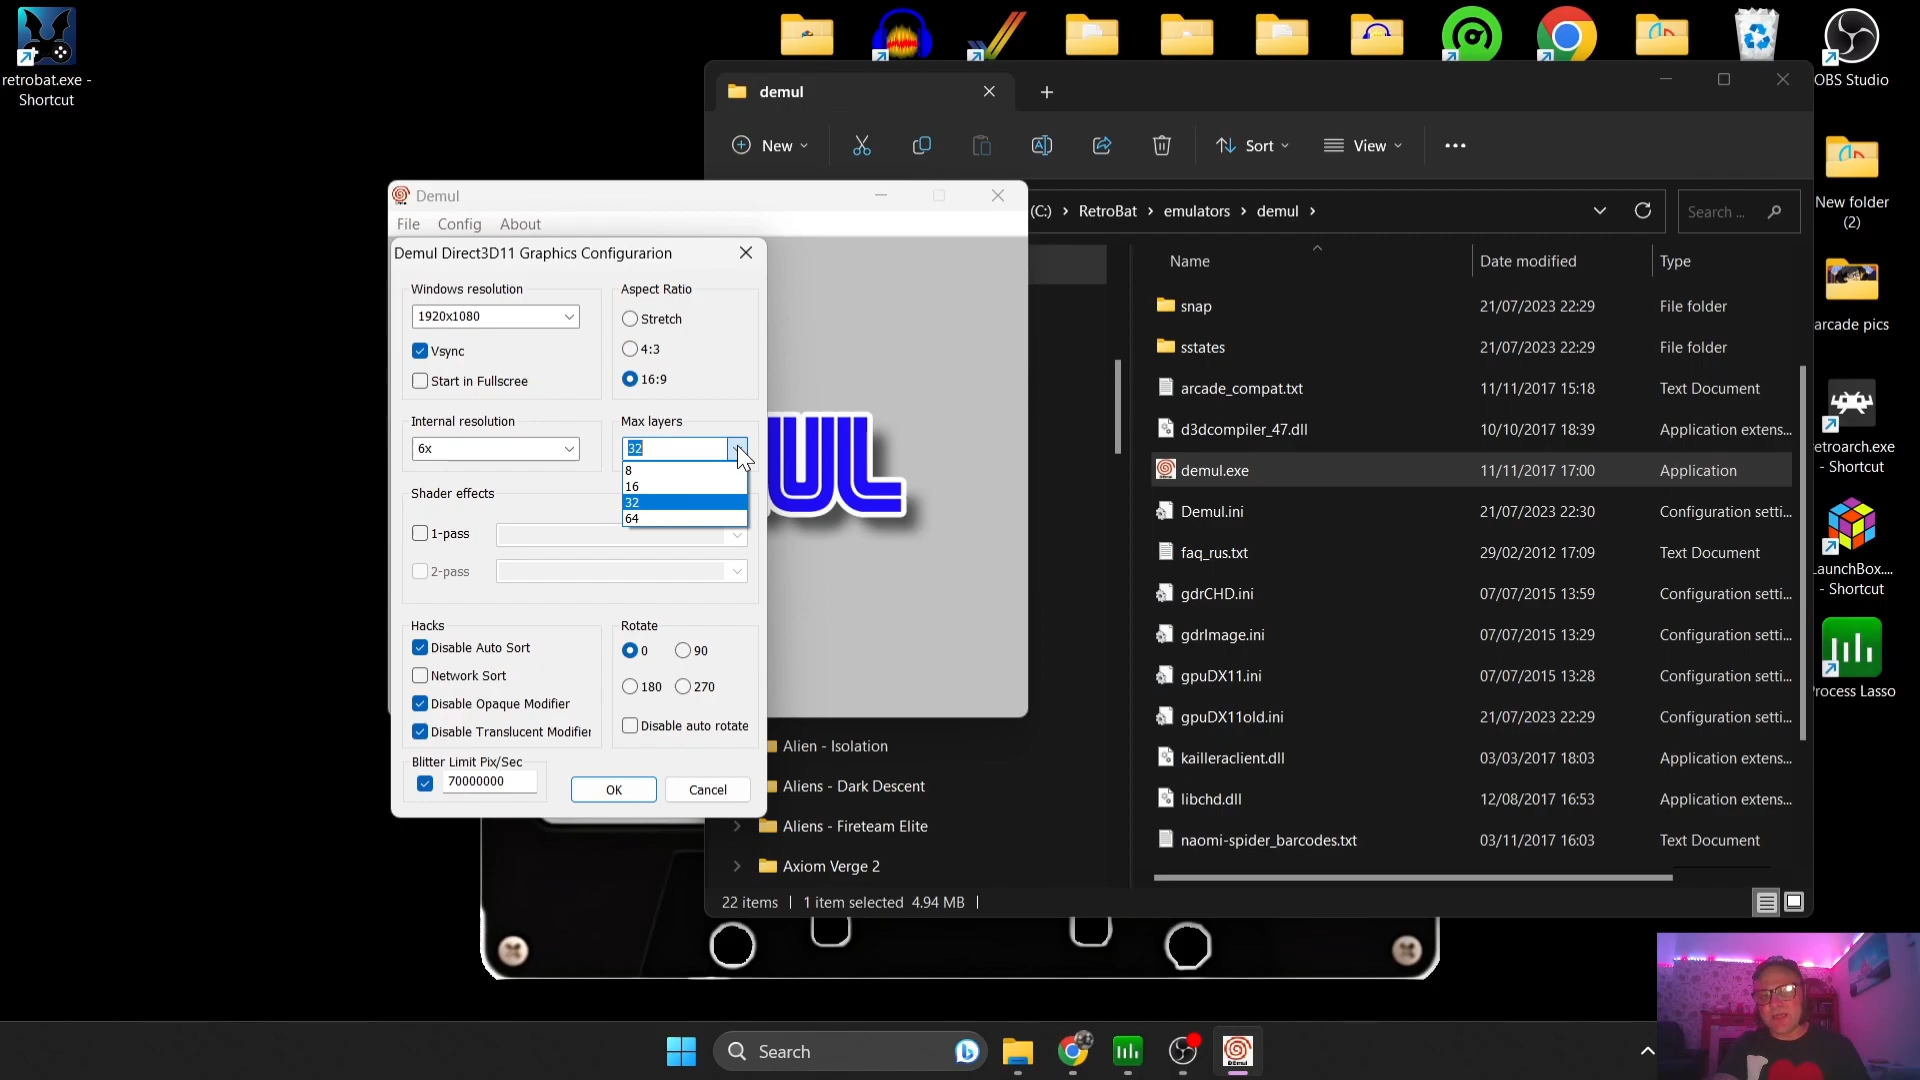 retrobat.exe -
Shortcut
OBS Studio
demul
New
Sort
View
Demul
File Config About
(C:) > RetroBat > emulators > demul >
Search ...
New folder
(2)
Demul Direct3D11 Graphics Configurarion
Windows resolution
1920x1080
Vsync
Start in Fullscree
Aspect Ratio
Stretch
4:3
16:9
Internal resolution
6x
Max layers
32
8
16
32
64
Shader effects
1-pass
2-pass
Hacks
Disable Auto Sort
Network Sort
Disable Opaque Modifier
Disable Translucent Modifier
Rotate
0 90
180 270
Disable auto rotate
Blitter Limit Pix/Sec
70000000
OK
Cancel
UL
Name Date modified Type
snap 21/07/2023 22:29 File folder
sstates 21/07/2023 22:29 File folder
arcade_compat.txt 11/11/2017 15:18 Text Document
d3dcompiler_47.dll 10/10/2017 18:39 Application extens...
demul.exe 11/11/2017 17:00 Application
Demul.ini 21/07/2023 22:30 Configuration setti...
faq_rus.txt 29/02/2012 17:09 Text Document
gdrCHD.ini 07/07/2015 13:59 Configuration setti...
gdrImage.ini 07/07/2015 13:29 Configuration setti...
gpuDX11.ini 07/07/2015 13:28 Configuration setti...
gpuDX11old.ini 21/07/2023 22:29 Configuration setti...
kailleraclient.dll 03/03/2017 18:03 Application extens...
libchd.dll 12/08/2017 16:53 Application extens...
naomi-spider_barcodes.txt 03/11/2017 16:03 Text Document
Alien - Isolation
Aliens - Dark Descent
Aliens - Fireteam Elite
Axiom Verge 2
22 items | 1 item selected 4.94 MB |
arcade pics
etroarch.exe
- Shortcut
LaunchBox....
- Shortcut
Process Lasso
Search